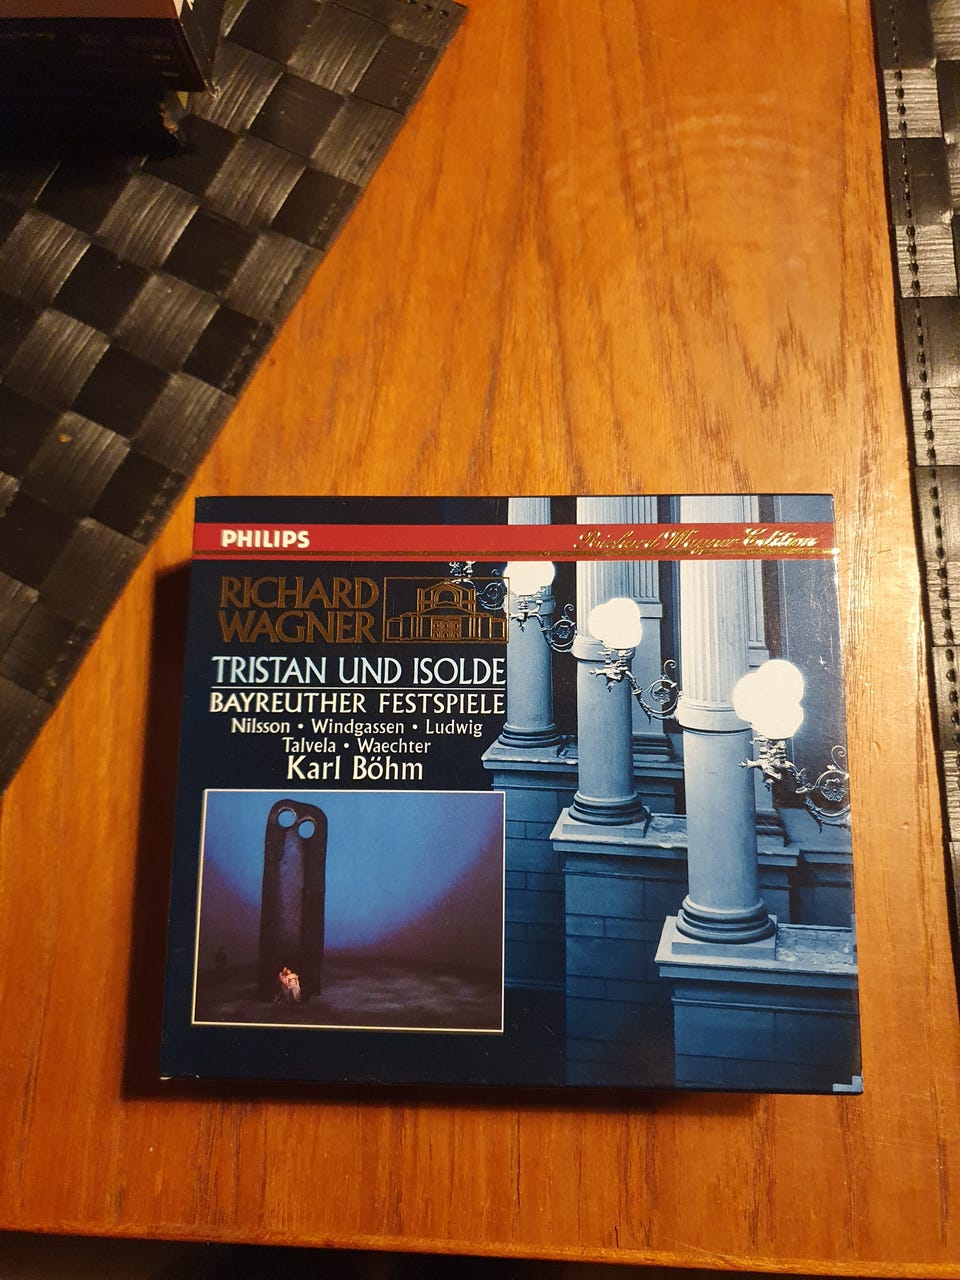 PHILIPS
Richard Wagner Edition
RICHARD
WAGNER
TRISTAN UND ISOLDE
BAYREUTHER FESTSPIELE
Nilsson • Windgassen • Ludwig
Talvela • Waechter
Karl Böhm